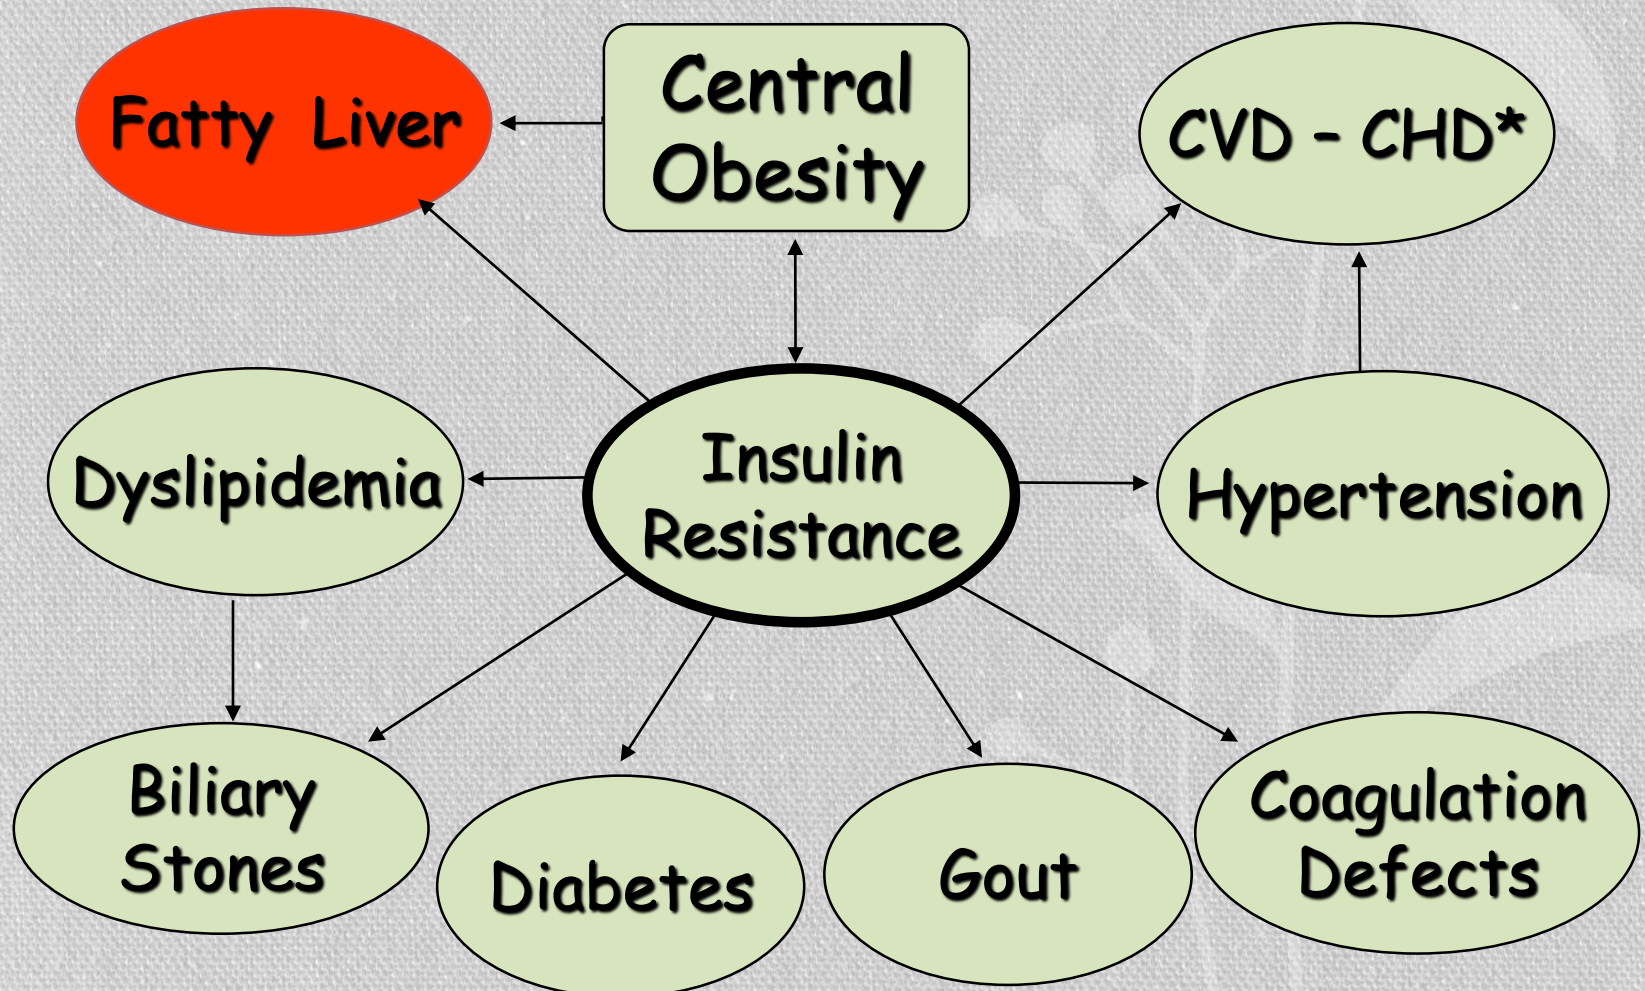 Fatty Liver
Central
Obesity
CVD – CHD*
Dyslipidemia
Insulin
Resistance
Hypertension
Biliary
Stones
Diabetes
Gout
Coagulation
Defects